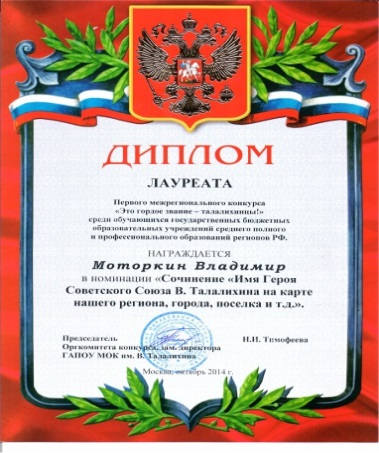 ДИПЛОМ
ЛАУРЕАТА
Первого межрегионального конкурса
«Это гордое звание – талалихинцы!»
среди обучающихся государственных бюджетных
образовательных учреждений среднего полного
и профессионального образований регионов РФ.
НАГРАЖДАЕТСЯ
Моторкин Владимир
в номинации «Сочинение «Имя Героя
Советского Союза В. Талалихина на карте
нашего региона, города, поселка и т.д.».
Председатель Н.И. Тимофеева
Оргкомитета конкурса, зам. директора
ГАПОУ МОК им. В. Талалихина
Москва, октябрь 2014 г.